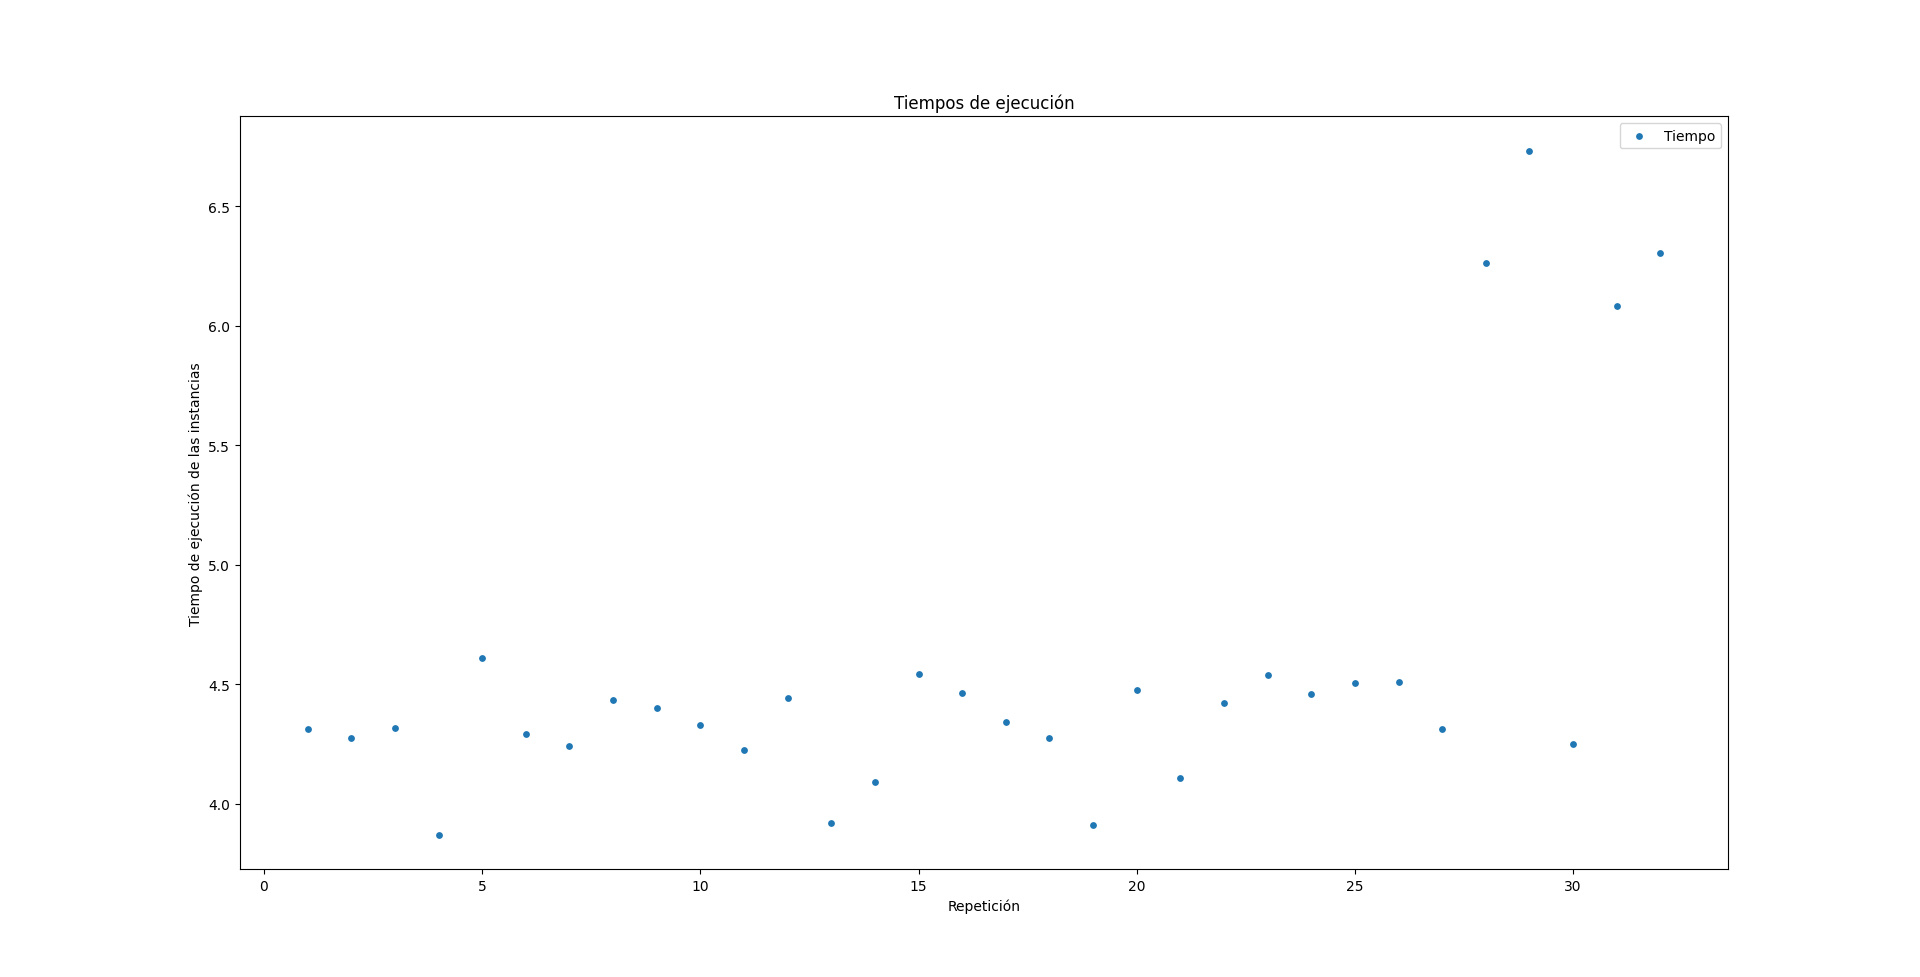 Tiempos de ejecución
Tiempo
Tiempo de ejecución de las instancias
6.5
6.0
5.5
5.0
4.5
4.0
0 5 10 15 20 25 30
Repetición